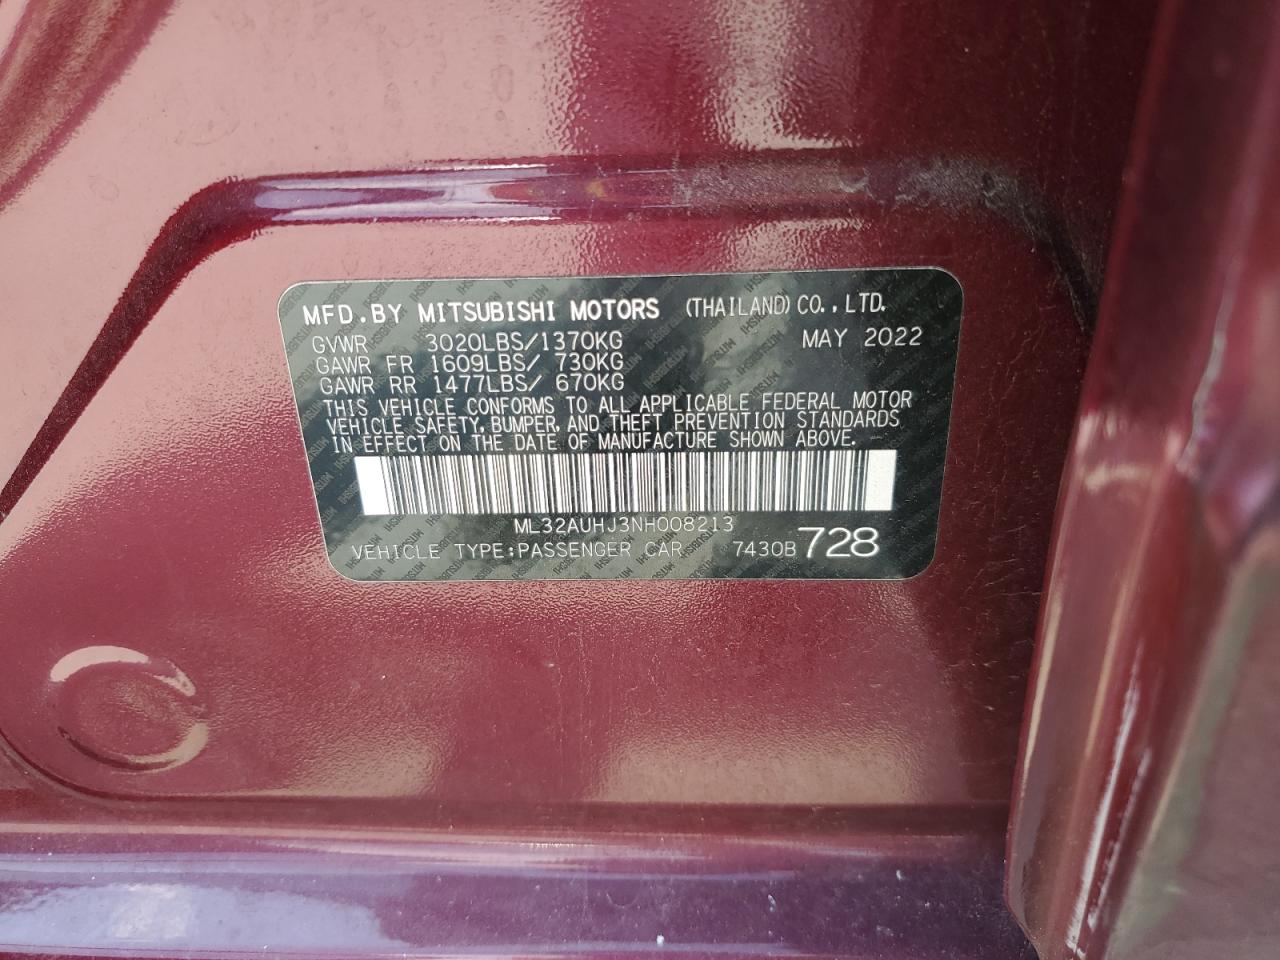 MFD.BY MITSUBISHI MOTORS (THAILAND) CO., LTD.
GVWR 3020LBS/1370KG MAY 2022
GAWR FR 1609LBS/ 730KG
GAWR RR 1477LBS/ 670KG
THIS VEHICLE CONFORMS TO ALL APPLICABLE FEDERAL MOTOR
VEHICLE SAFETY, BUMPER, AND THEFT PREVENTION STANDARDS
IN EFFECT ON THE DATE OF MANUFACTURE SHOWN ABOVE.
ML32AUHJ3NH008213
VEHICLE TYPE:PASSENGER CAR 7430B 728